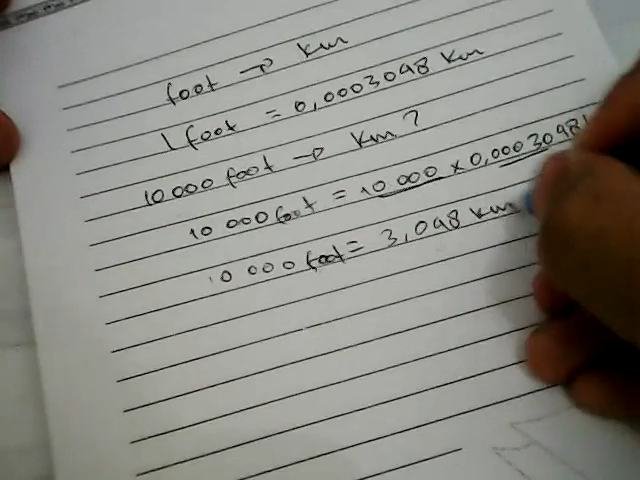 foot → km
1 foot = 0,0003048 km
10 000 foot → km?
10 000 foot = 10 000 x 0,0003048
10 000 foot = 3,048 km